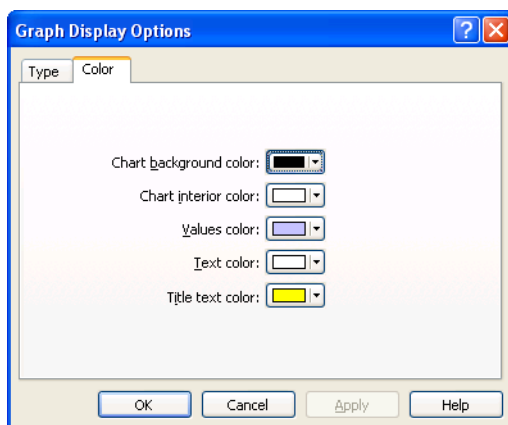 Graph Display Options
Type Color
Chart background color:
Chart interior color:
Values color:
Text color:
Title text color:
OK Cancel Apply Help